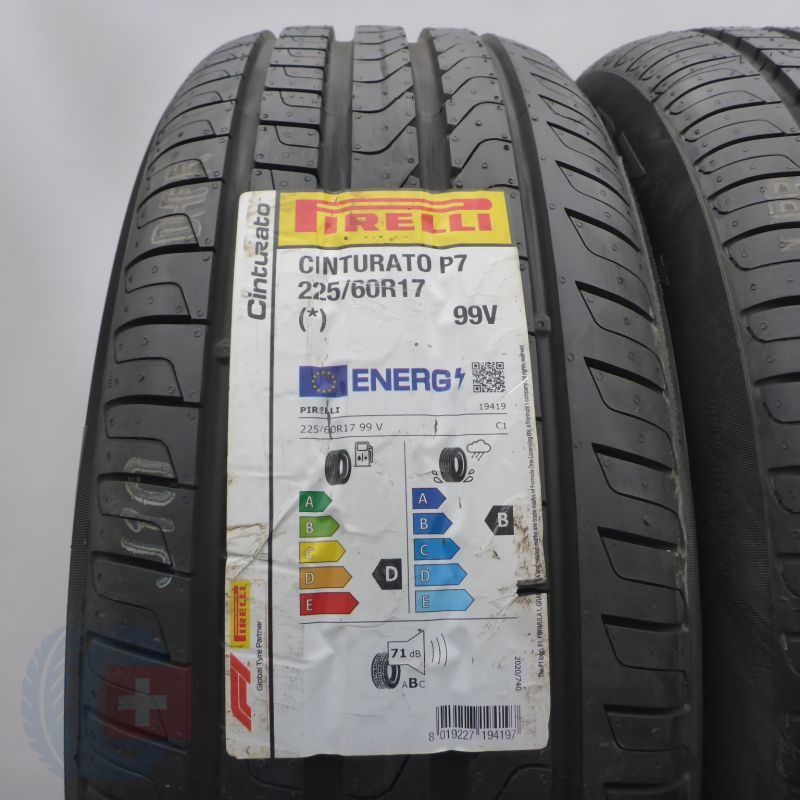 PIRELLI
Cinturato
CINTURATO P7
225/60R17
(*) 99V
ENERG
PIRELLI 19419
225/60R17 99 V C1
A
B
C
D
E
D
A
B
C
D
E
B
71 dB
ABC
2020/740
PIRELLI
F1
Global Tyre Partner
8 019227 194197